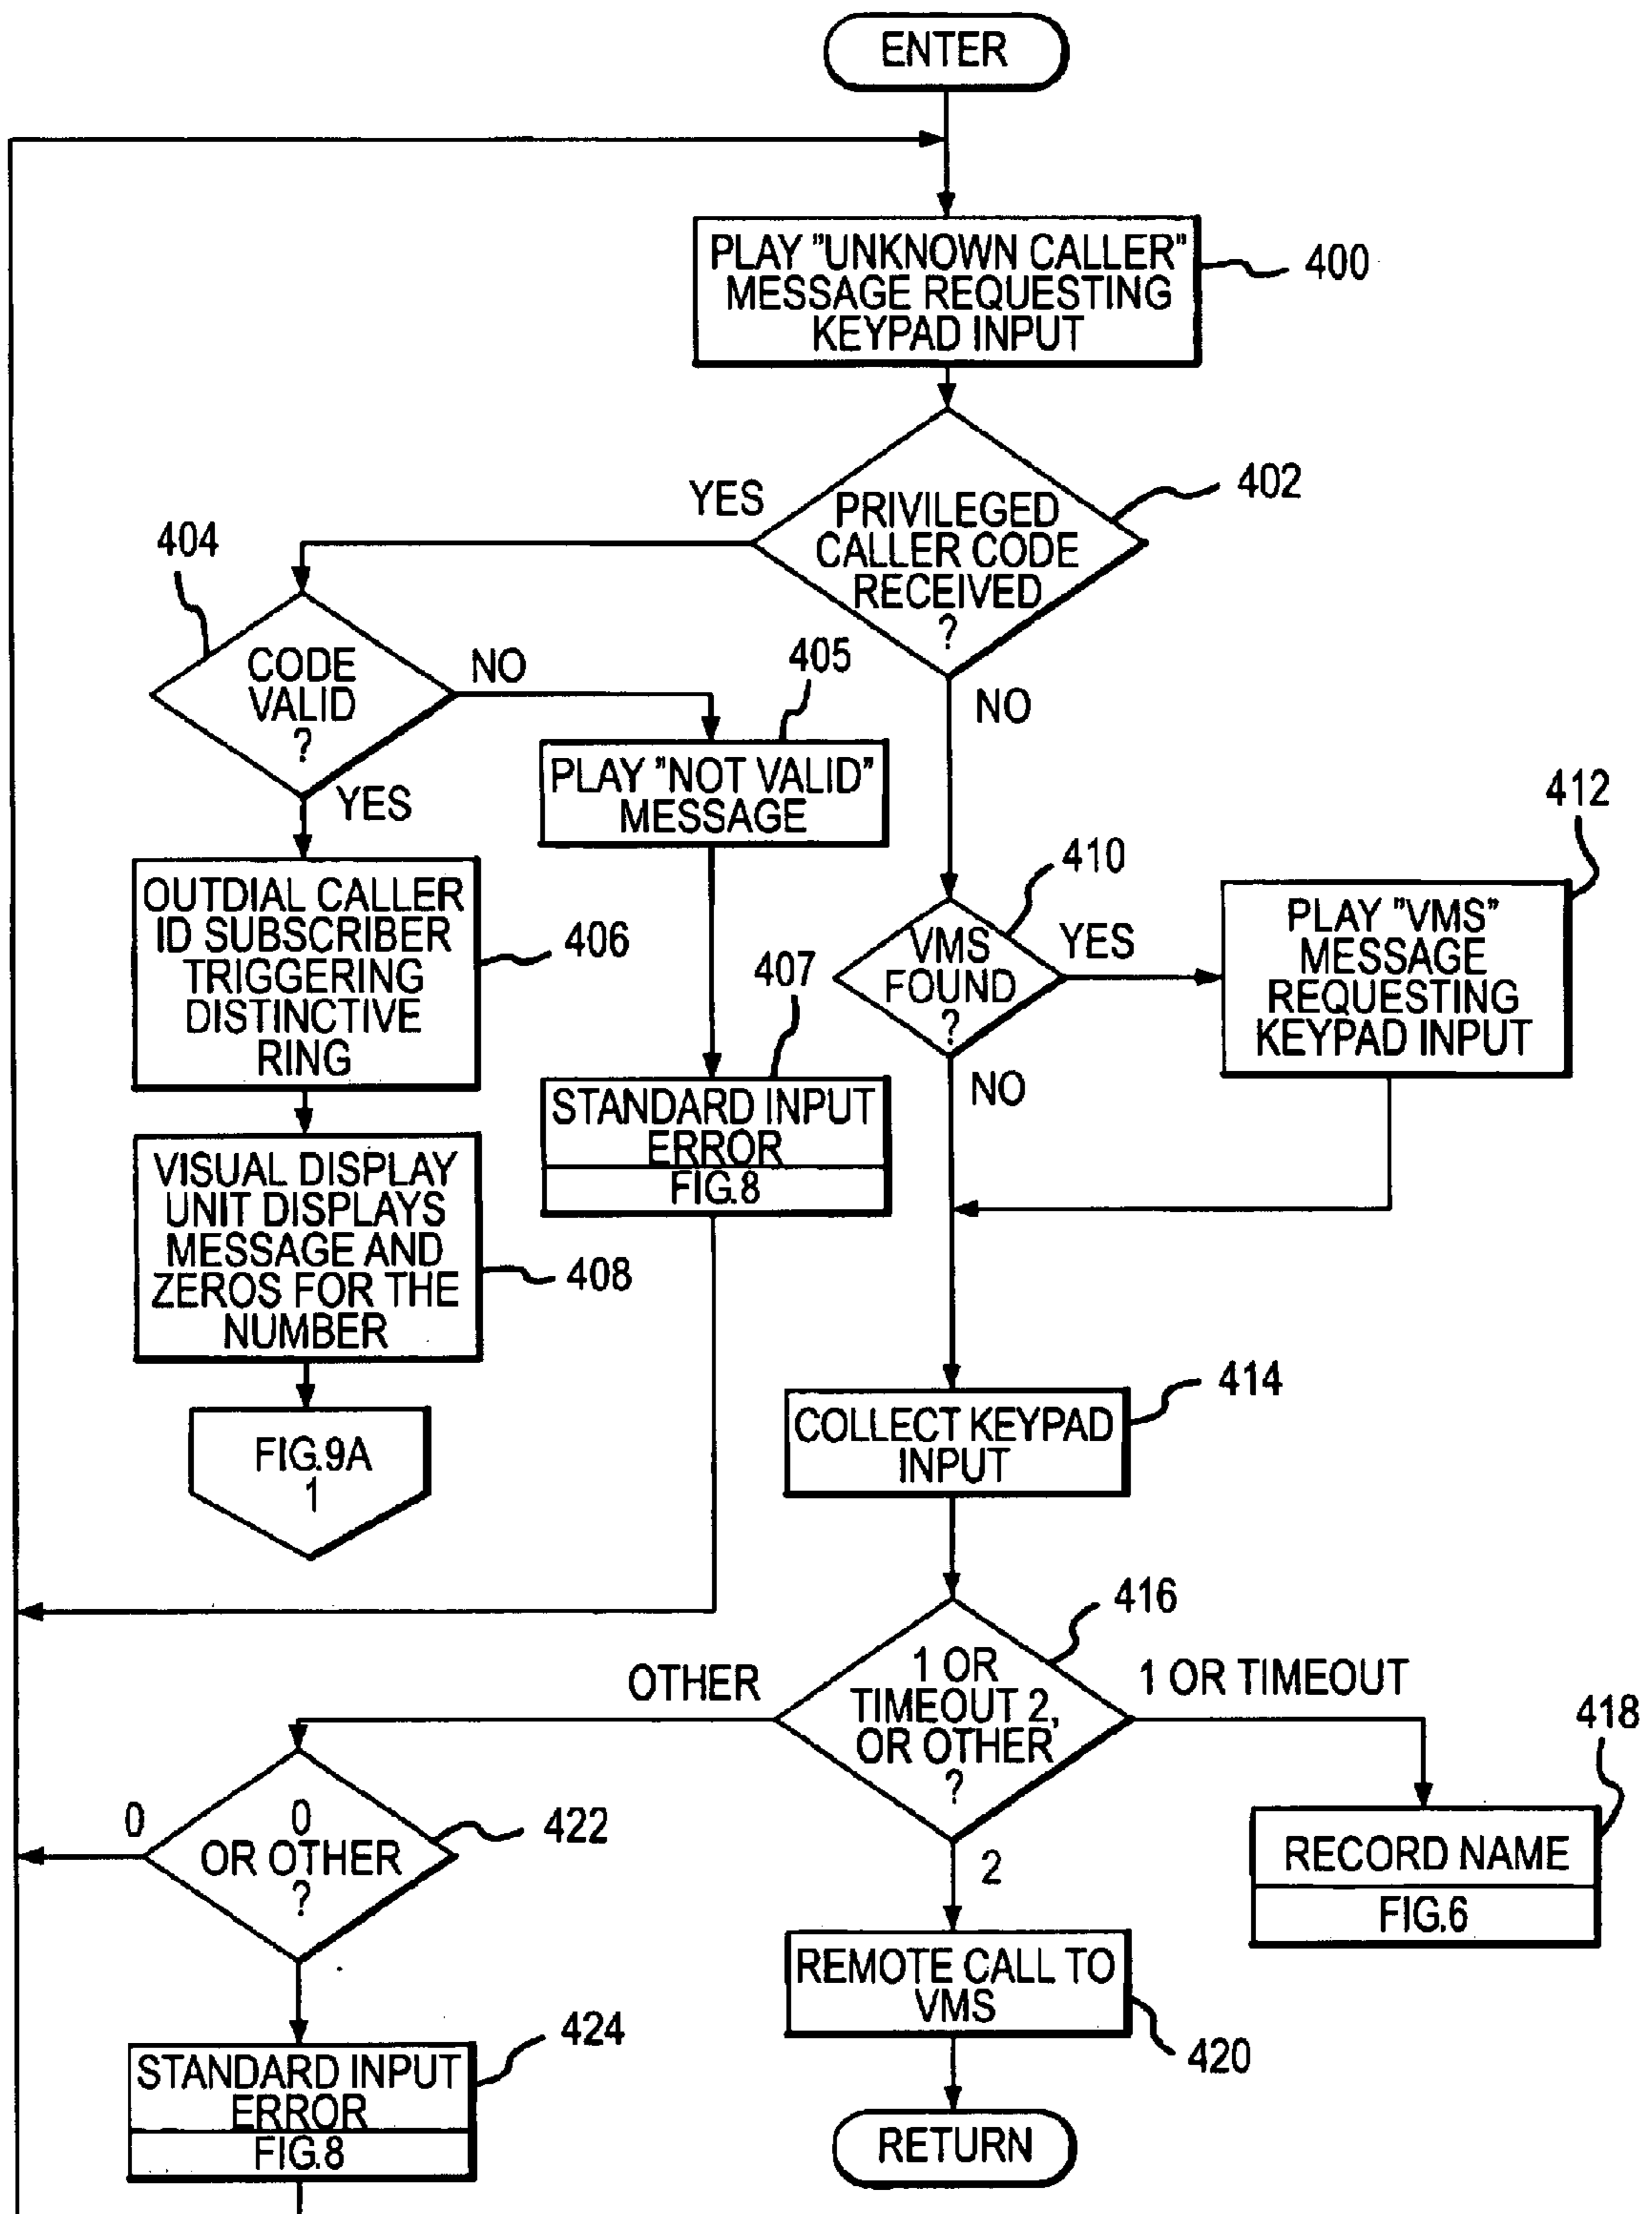 ENTER
PLAY "UNKNOWN CALLER"
MESSAGE REQUESTING
KEYPAD INPUT
400
PRIVILEGED
CALLER CODE
RECEIVED
?
402
YES
NO
404
CODE
VALID
?
NO
YES
405
PLAY "NOT VALID"
MESSAGE
OUTDIAL CALLER
ID SUBSCRIBER
TRIGGERING
DISTINCTIVE
RING
406
407
STANDARD INPUT
ERROR
FIG.8
410
VMS
FOUND
?
YES
NO
412
PLAY "VMS"
MESSAGE
REQUESTING
KEYPAD INPUT
VISUAL DISPLAY
UNIT DISPLAYS
MESSAGE AND
ZEROS FOR THE
NUMBER
408
FIG.9A
1
COLLECT KEYPAD
INPUT
414
416
1 OR
TIMEOUT 2,
OR OTHER
?
OTHER
1 OR TIMEOUT
2
418
RECORD NAME
FIG.6
0
0
OR OTHER
?
422
REMOTE CALL TO
VMS
420
424
STANDARD INPUT
ERROR
FIG.8
RETURN